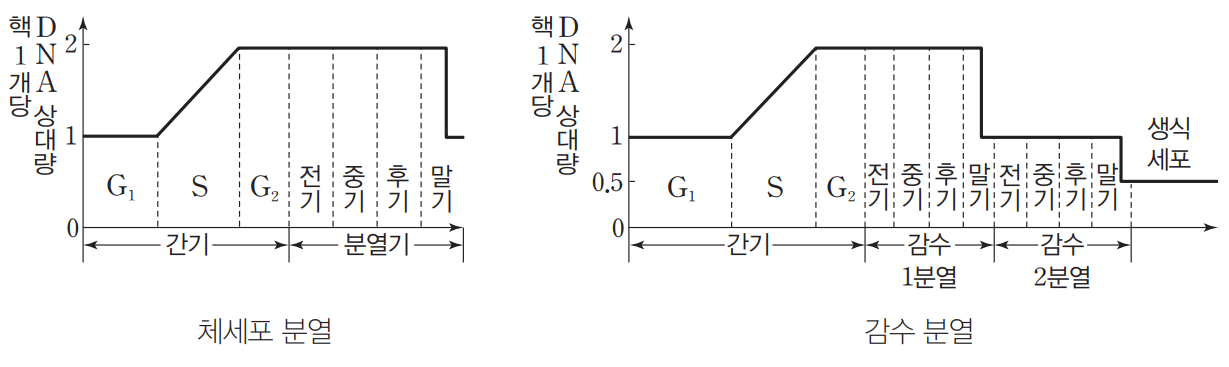 핵 1개당 DNA 상대량
2
1
0
G₁ S G₂ 전기 중기 후기 말기
간기 분열기
체세포 분열
핵 1개당 DNA 상대량
2
1
0.5
0
G₁ S G₂ 전기 중기 후기 말기 전기 중기 후기 말기
생식
세포
간기 감수 감수
1분열 2분열
감수 분열